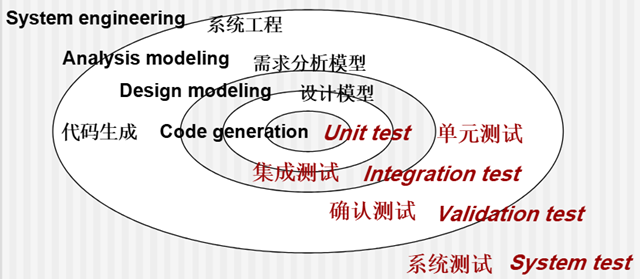 System engineering 系统工程
Analysis modeling 需求分析模型
Design modeling 设计模型
代码生成 Code generation Unit test 单元测试
集成测试 Integration test
确认测试 Validation test
系统测试 System test